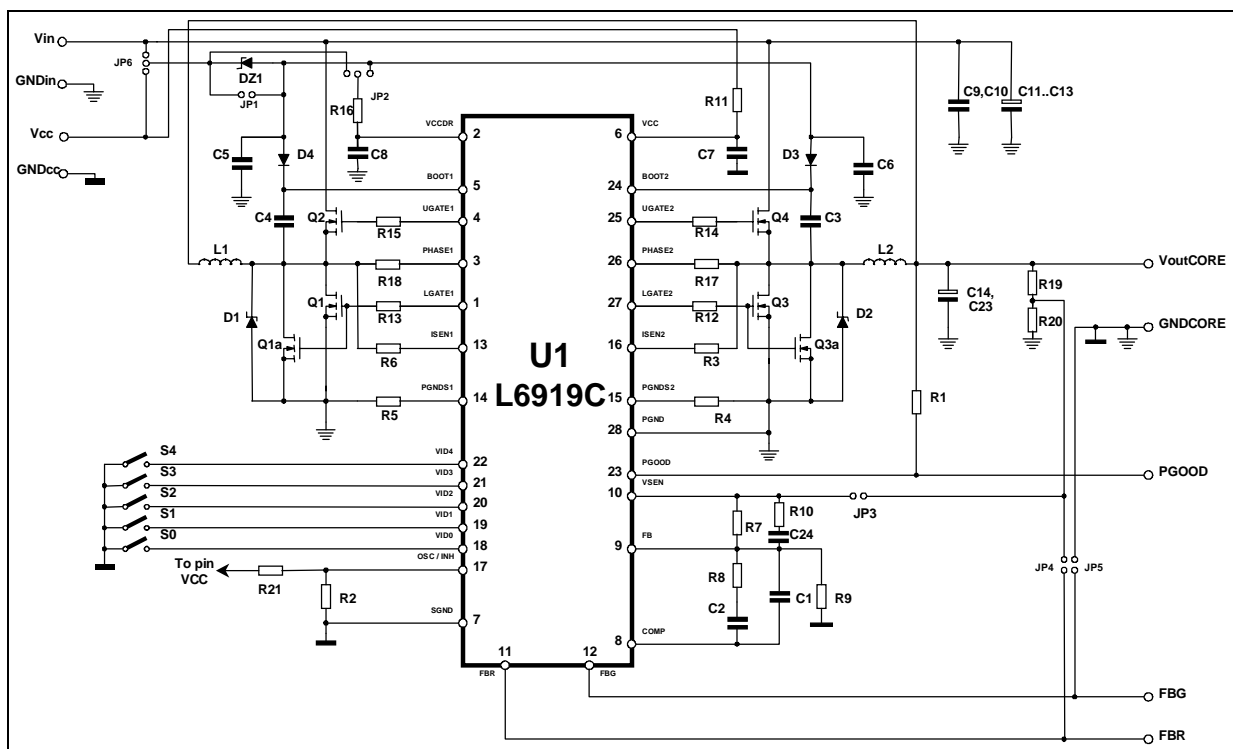 Vin
JP6
DZ1
JP1
JP2
R16
GNDin
Vcc
GNDcc
R11
C9,C10
C11..C13
VCCDR
2
6
VCC
C5
D4
C8
C7
D3
C6
BOOT1
5
24
BOOT2
C4
Q2
UGATE1
R15
4
25
UGATE2
R14
Q4
C3
L1
PHASE1
R18
3
26
PHASE2
R17
L2
VoutCORE
Q1
LGATE1
R13
1
27
LGATE2
R12
Q3
D1
D2
C14,
C23
R19
R20
GNDCORE
Q1a
ISEN1
R6
13
16
ISEN2
R3
Q3a
U1
L6919C
PGNDS1
R5
14
15
PGNDS2
R4
R1
28
PGND
S4
VID4
22
23
PGOOD
PGOOD
S3
VID3
21
10
VSEN
JP3
S2
VID2
20
S1
VID1
19
S0
VID0
18
R7
R10
C24
9
FB
To pin
VCC
R21
OSC / INH
17
R2
R8
C2
C1
R9
JP4
JP5
SGND
7
8
COMP
11
FBR
12
FBG
FBG
FBR